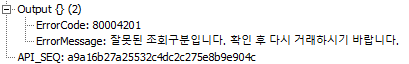 Output {} (2)
ErrorCode: 80004201
ErrorMessage: 잘못된 조회구분입니다. 확인 후 다시 거래하시기 바랍니다.
API_SEQ: a9a16b27a25532c4dc2c275e8b9e904c